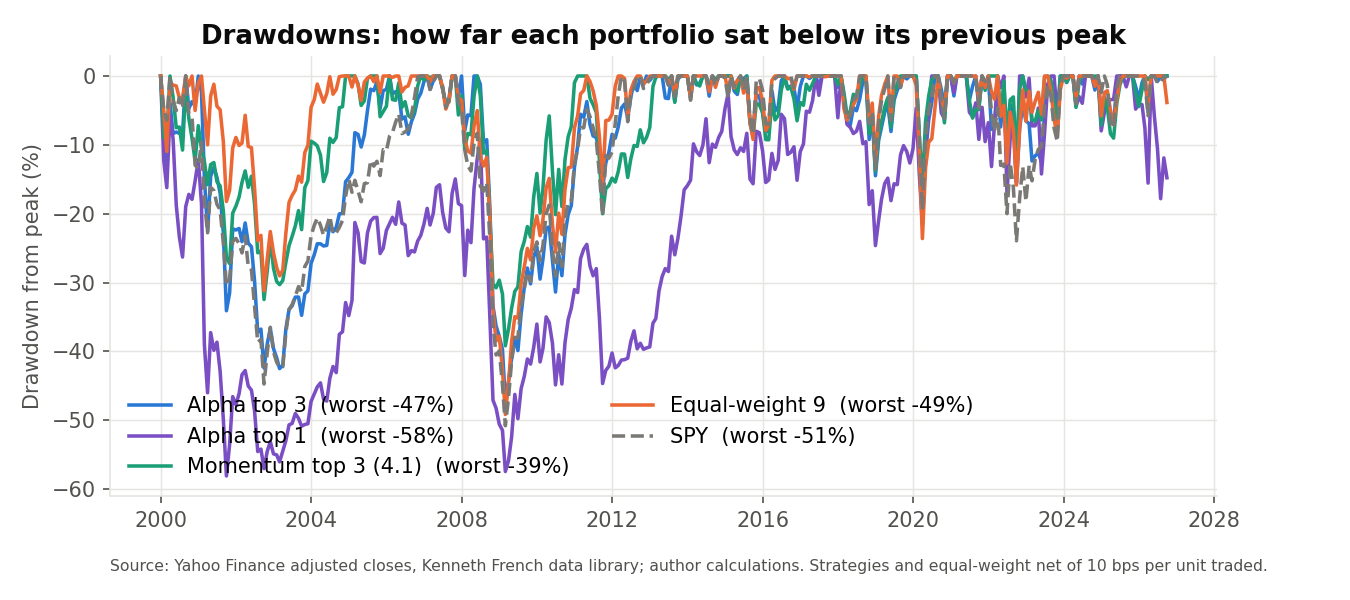 Drawdowns: how far each portfolio sat below its previous peak
Drawdown from peak (%)
0
−10
−20
−30
−40
−50
−60
Alpha top 3  (worst -47%)
Alpha top 1  (worst -58%)
Momentum top 3 (4.1)  (worst -39%)
Equal-weight 9  (worst -49%)
SPY  (worst -51%)
2000 2004 2008 2012 2016 2020 2024 2028
Source: Yahoo Finance adjusted closes, Kenneth French data library; author calculations. Strategies and equal-weight net of 10 bps per unit traded.